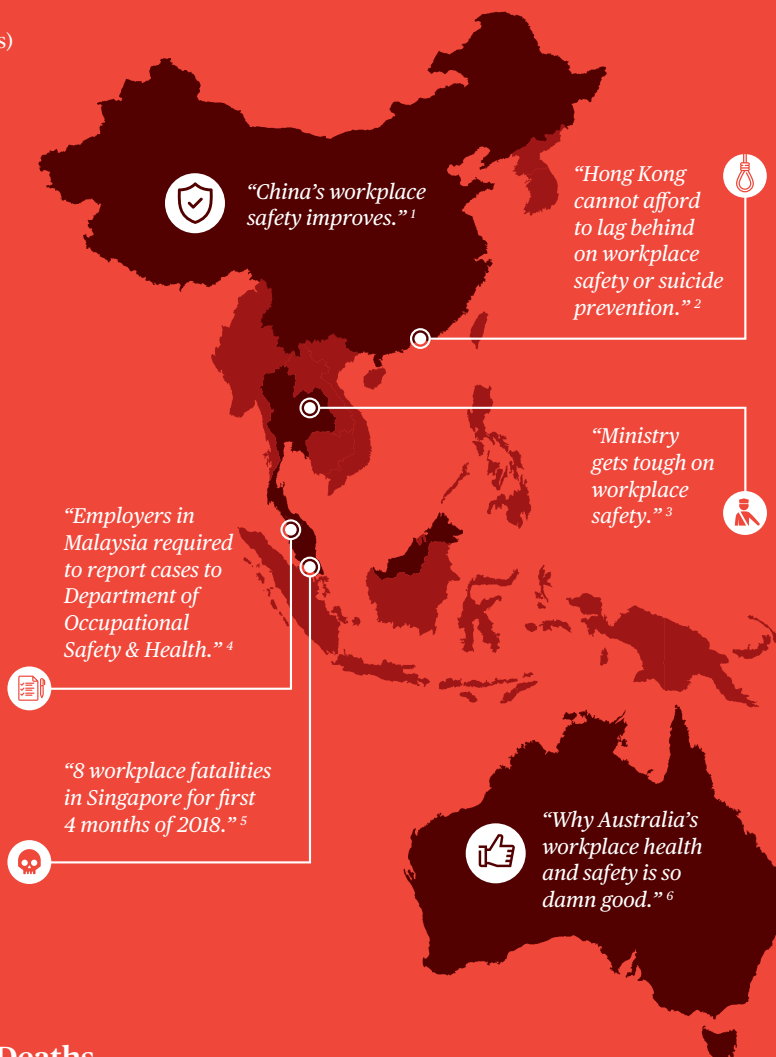 s)
“China’s workplace
safety improves.” 1
“Hong Kong
cannot afford
to lag behind
on workplace
safety or suicide
prevention.” 2
“Ministry
gets tough on
workplace
safety.” 3
“Employers in
Malaysia required
to report cases to
Department of
Occupational
Safety & Health.” 4
“8 workplace fatalities
in Singapore for first
4 months of 2018.” 5
“Why Australia’s
workplace health
and safety is so
damn good.” 6
Deaths